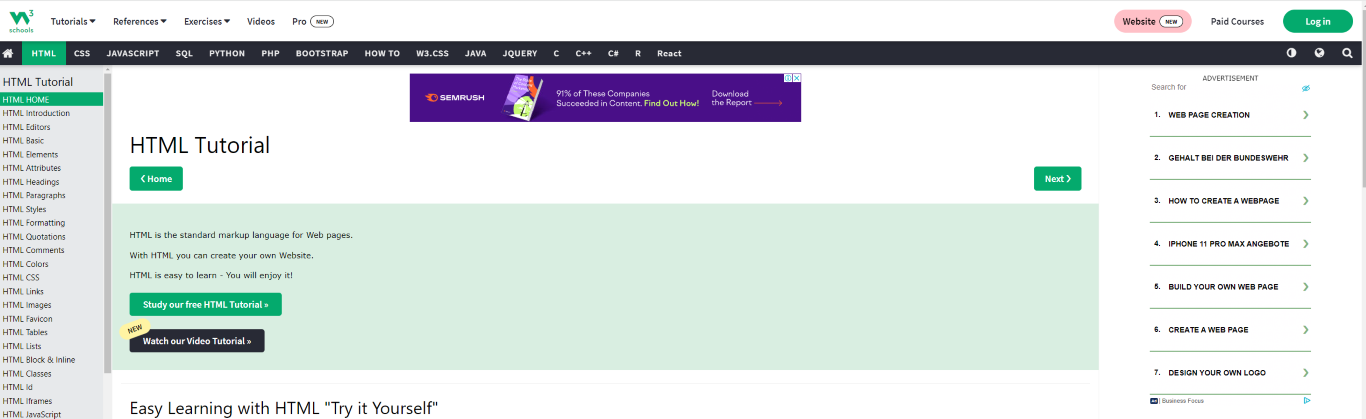 3
schools
Tutorials References Exercises Videos Pro NEW Website NEW Paid Courses Log in
HTML CSS JAVASCRIPT SQL PYTHON PHP BOOTSTRAP HOW TO W3.CSS JAVA JQUERY C C++ C# R React
HTML Tutorial
HTML HOME
HTML Introduction
HTML Editors
HTML Basic
HTML Elements
HTML Attributes
HTML Headings
HTML Paragraphs
HTML Styles
HTML Formatting
HTML Quotations
HTML Comments
HTML Colors
HTML CSS
HTML Links
HTML Images
HTML Favicon
HTML Tables
HTML Lists
HTML Block & Inline
HTML Classes
HTML Id
HTML Iframes
HTML JavaScript
SEMRUSH
91% of These Companies
Succeeded in Content. Find Out How!
Download
the Report
HTML Tutorial
❮ Home
Next ❯
HTML is the standard markup language for Web pages.
With HTML you can create your own Website.
HTML is easy to learn - You will enjoy it!
Study our free HTML Tutorial »
NEW
Watch our Video Tutorial »
Easy Learning with HTML "Try it Yourself"
ADVERTISEMENT
Search for
1. WEB PAGE CREATION
2. GEHALT BEI DER BUNDESWEHR
3. HOW TO CREATE A WEBPAGE
4. IPHONE 11 PRO MAX ANGEBOTE
5. BUILD YOUR OWN WEB PAGE
6. CREATE A WEB PAGE
7. DESIGN YOUR OWN LOGO
Ad | Business Focus